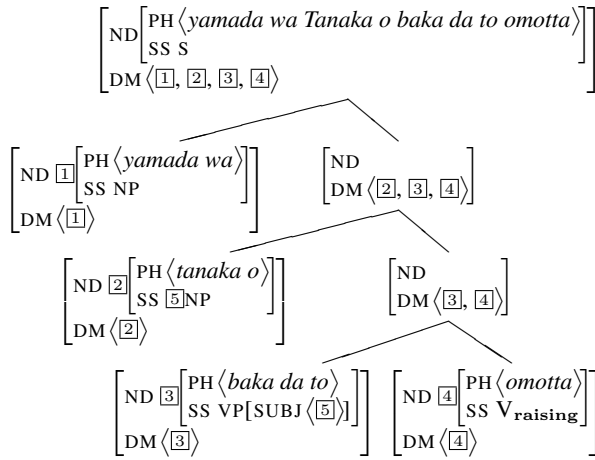 ND [PH ⟨yamada wa Tanaka o baka da to omotta⟩
SS S]
DM ⟨1, 2, 3, 4⟩
ND 1 [PH ⟨yamada wa⟩
SS NP]
DM ⟨1⟩
ND
DM ⟨2, 3, 4⟩
ND 2 [PH ⟨tanaka o⟩
SS 5NP]
DM ⟨2⟩
ND
DM ⟨3, 4⟩
ND 3 [PH ⟨baka da to⟩
SS VP[SUBJ ⟨5⟩]]
DM ⟨3⟩
ND 4 [PH ⟨omotta⟩
SS Vraising]
DM ⟨4⟩